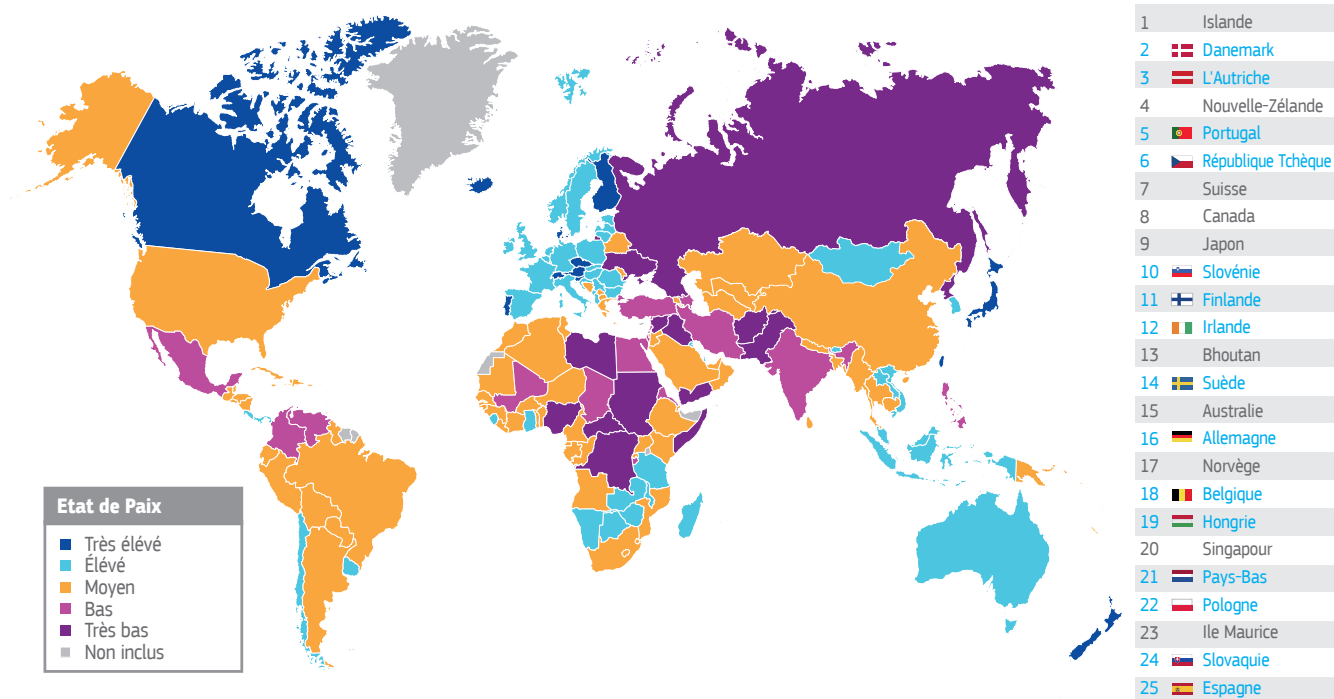 Etat de Paix
Très élévé
Élévé
Moyen
Bas
Très bas
Non inclus
1 Islande
2 Danemark
3 L'Autriche
4 Nouvelle-Zélande
5 Portugal
6 République Tchèque
7 Suisse
8 Canada
9 Japon
10 Slovénie
11 Finlande
12 Irlande
13 Bhoutan
14 Suède
15 Australie
16 Allemagne
17 Norvège
18 Belgique
19 Hongrie
20 Singapour
21 Pays-Bas
22 Pologne
23 Ile Maurice
24 Slovaquie
25 Espagne